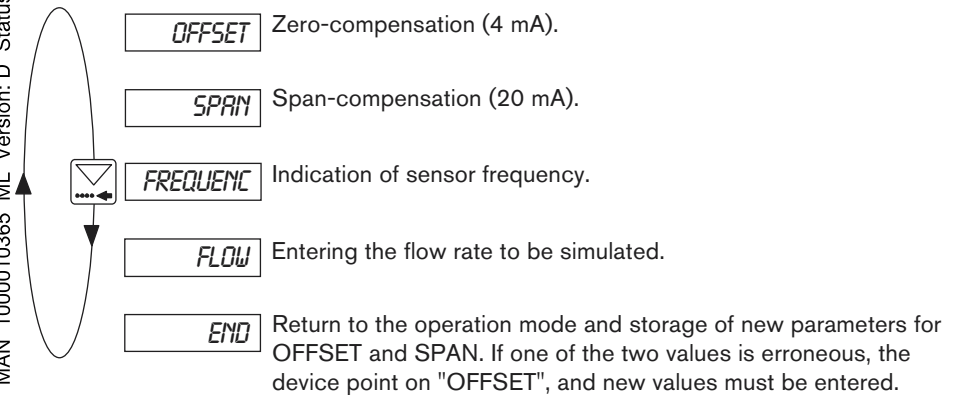 MAN 1000010365 ML Version: D Status
OFFSET Zero-compensation (4 mA).
SPAN Span-compensation (20 mA).
FREQUENC Indication of sensor frequency.
FLOW Entering the flow rate to be simulated.
END Return to the operation mode and storage of new parameters for
OFFSET and SPAN. If one of the two values is erroneous, the
device point on "OFFSET", and new values must be entered.